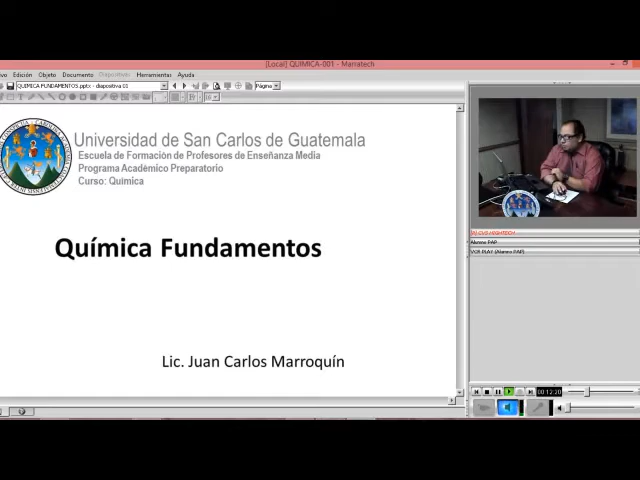 [Local] QUIMICA-001 - Marratech
Edición Objeto Documento Diapositivas Herramientas Ayuda
QUIMICA FUNDAMENTOS.pptx - diapositiva 01
Página
Universidad de San Carlos de Guatemala
Escuela de Formación de Profesores de Enseñanza Media
Programa Académico Preparatorio
Curso: Química
Química Fundamentos
Lic. Juan Carlos Marroquín
Alumno PAP
00:12:20